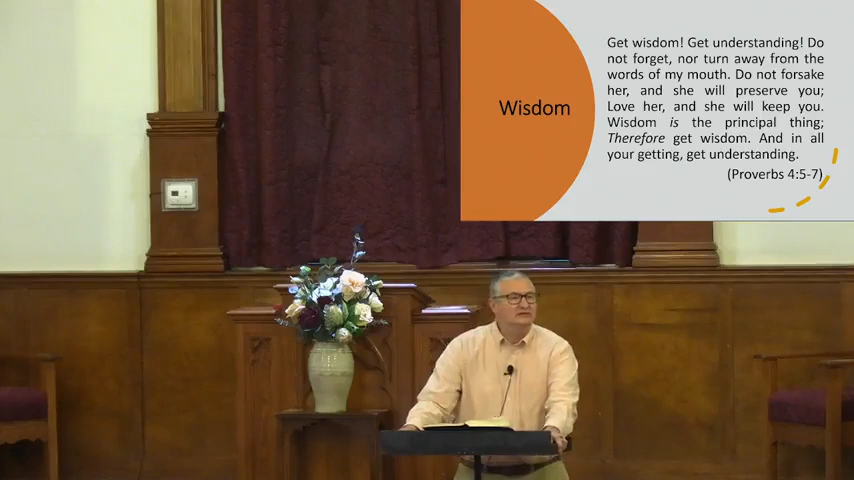 Wisdom
Get wisdom! Get understanding! Do
not forget, nor turn away from the
words of my mouth. Do not forsake
her, and she will preserve you;
Love her, and she will keep you.
Wisdom is the principal thing;
Therefore get wisdom. And in all
your getting, get understanding.
(Proverbs 4:5-7)